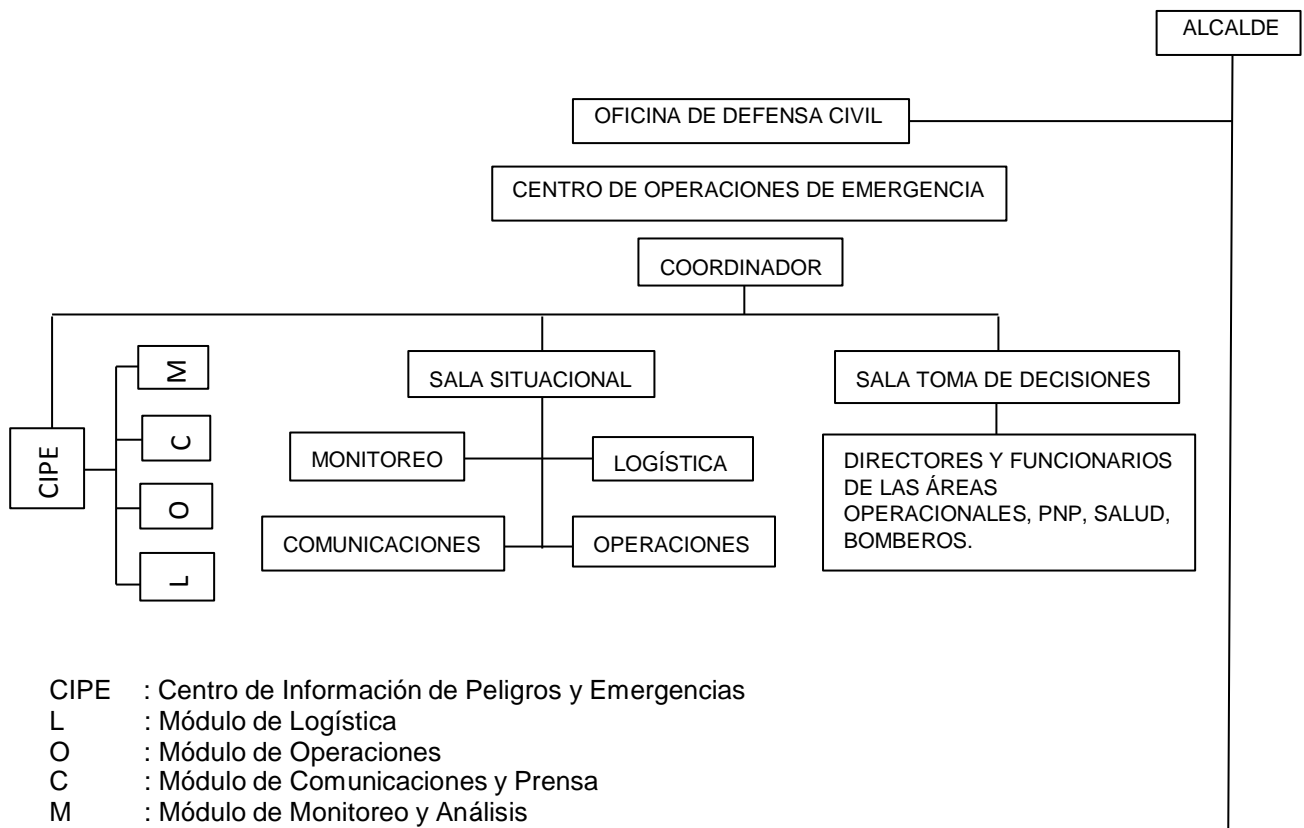 ALCALDE
OFICINA DE DEFENSA CIVIL
CENTRO DE OPERACIONES DE EMERGENCIA
COORDINADOR
CIPE
M
C
O
L
SALA SITUACIONAL
MONITOREO
LOGÍSTICA
COMUNICACIONES
OPERACIONES
SALA TOMA DE DECISIONES
DIRECTORES Y FUNCIONARIOS
DE LAS ÁREAS
OPERACIONALES, PNP, SALUD,
BOMBEROS.
CIPE : Centro de Información de Peligros y Emergencias
L : Módulo de Logística
O : Módulo de Operaciones
C : Módulo de Comunicaciones y Prensa
M : Módulo de Monitoreo y Análisis